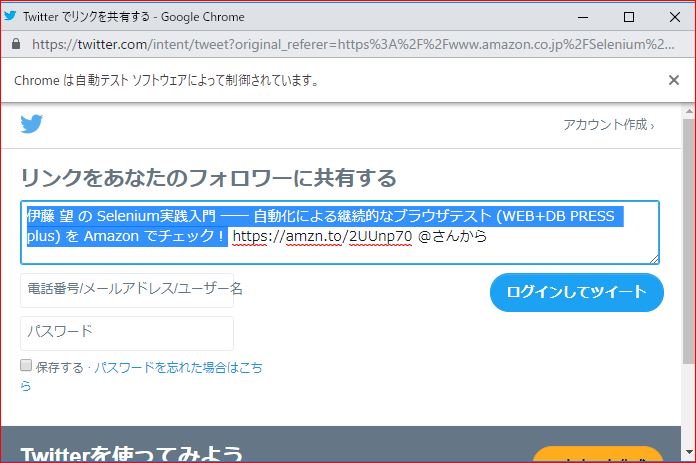 Twitter でリンクを共有する - Google Chrome
https://twitter.com/intent/tweet?original_referer=https%3A%2F%2Fwww.amazon.co.jp%2FSelenium%2...
Chrome は自動テスト ソフトウェアによって制御されています。
アカウント作成 ›
リンクをあなたのフォロワーに共有する
伊藤 望 の Selenium実践入門 ―― 自動化による継続的なブラウザテスト (WEB+DB PRESS
plus) を Amazon でチェック！ https://amzn.to/2UUnp70 @さんから
電話番号/メールアドレス/ユーザー名
ログインしてツイート
パスワード
保存する · パスワードを忘れた場合はこち
ら
Twitterを使ってみよう